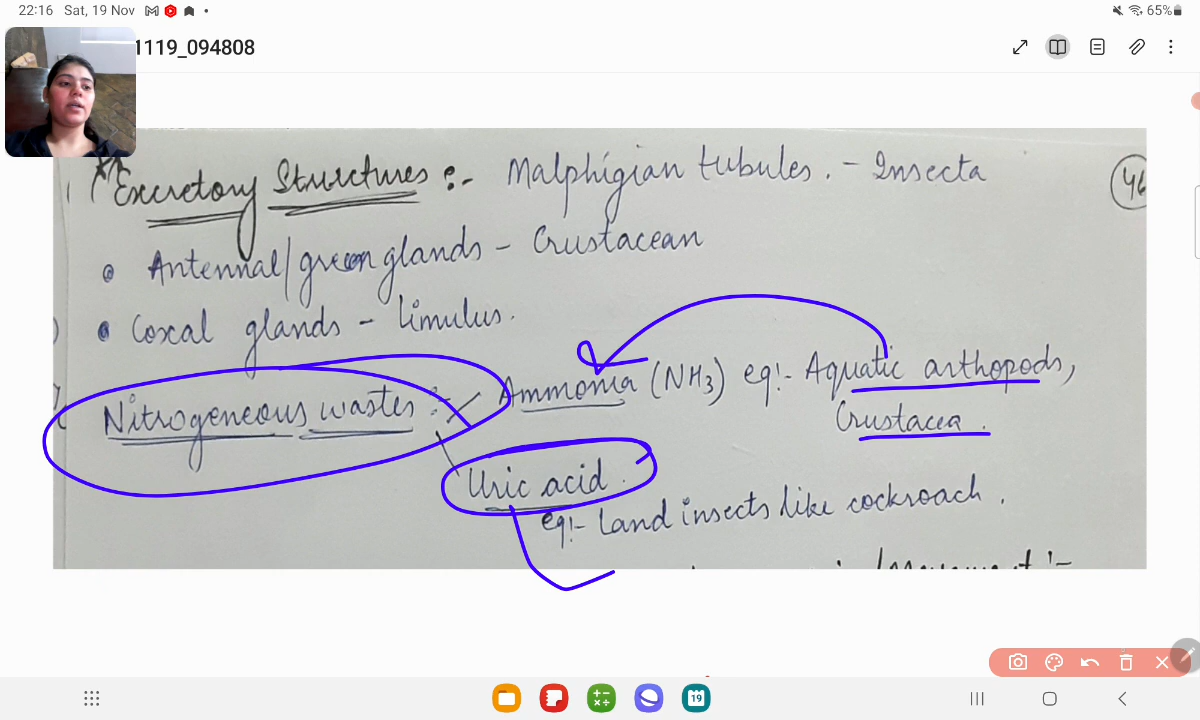 22:16 Sat, 19 Nov
65%
1119_094808
Excretory Structures :- Malphigian tubules. - Insecta
46
Antennal/green glands - Crustacean
Coxal glands - Limulus.
Nitrogeneous wastes :- Ammonia (NH3) eg:- Aquatic arthopods,
Crustacea.
Uric acid.
eg:- Land insects like cockroach.
19